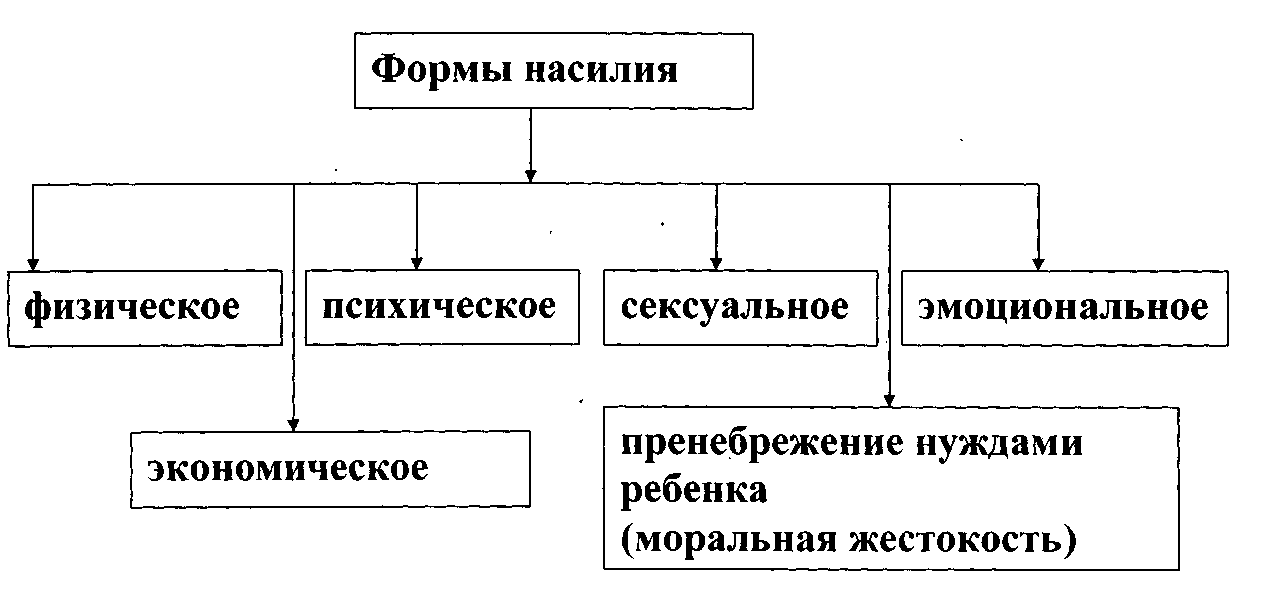 Формы насилия
физическое
психическое
сексуальное
эмоциональное
экономическое
пренебрежение нуждами
ребенка
(моральная жестокость)